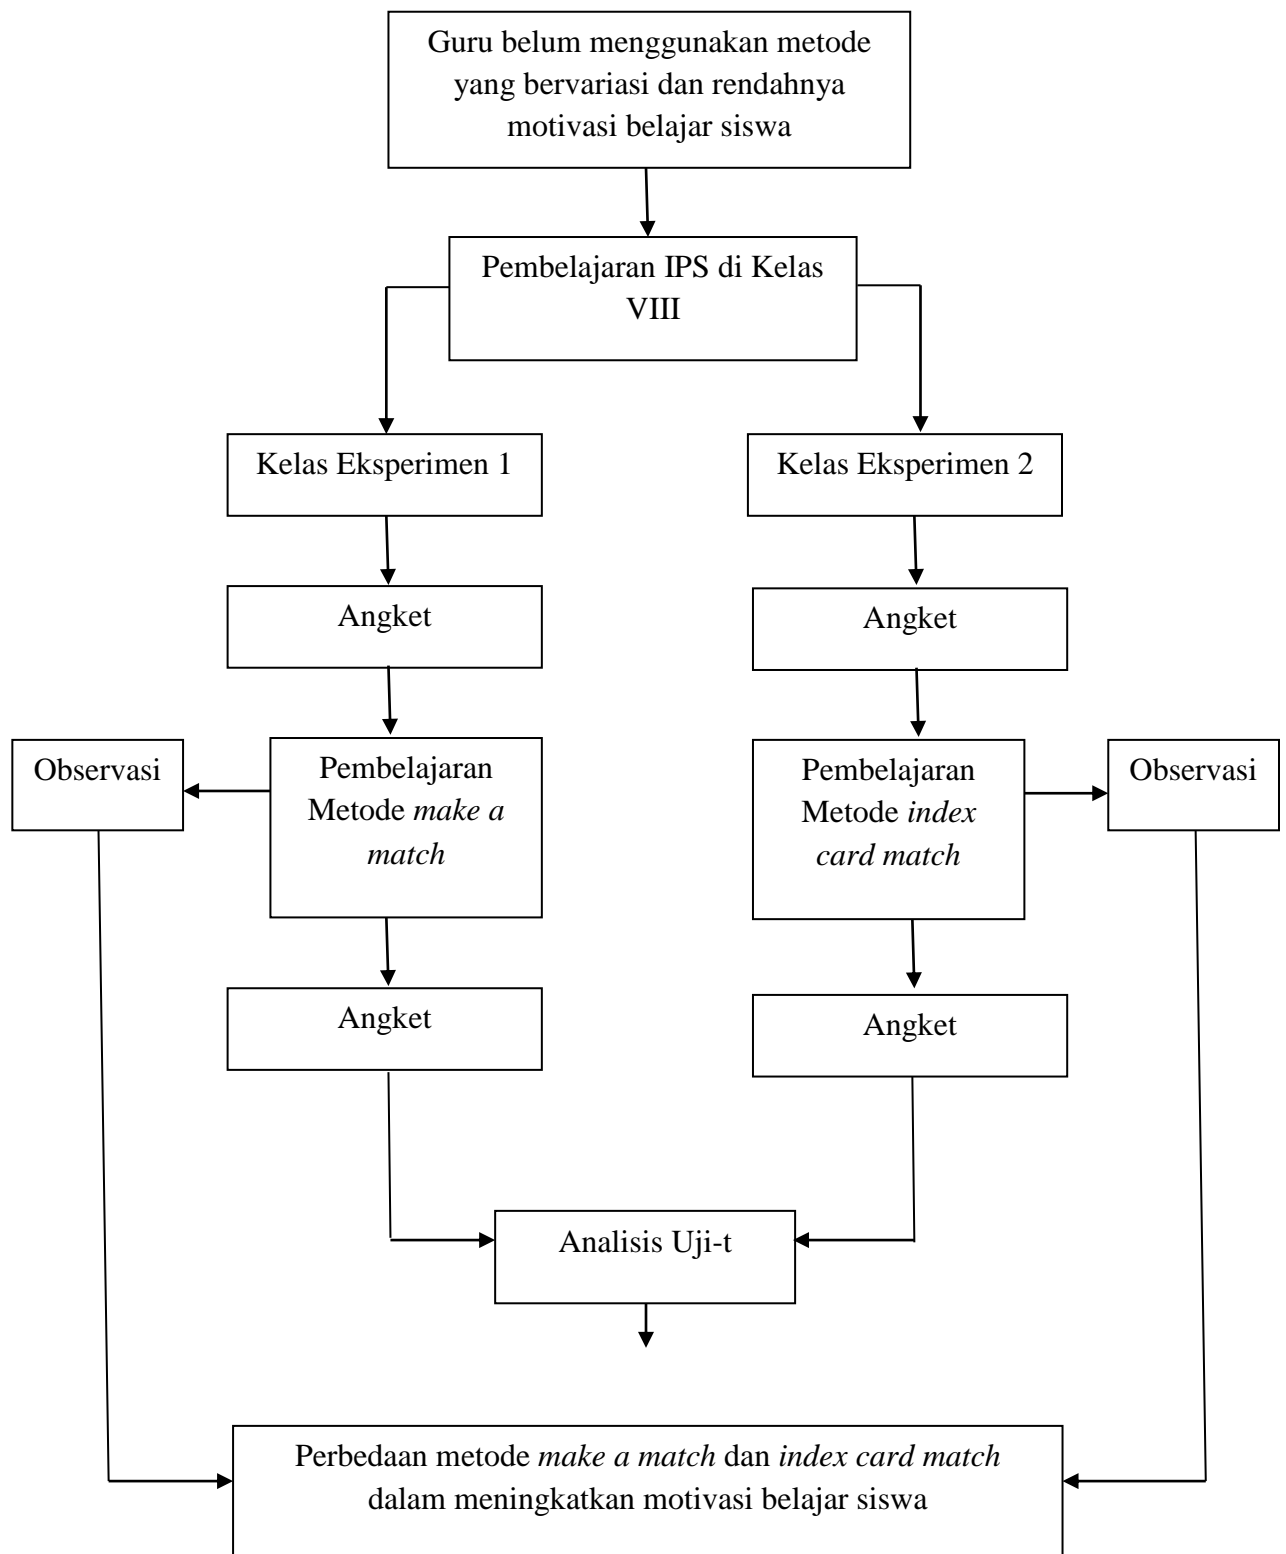 Guru belum menggunakan metode
yang bervariasi dan rendahnya
motivasi belajar siswa
Pembelajaran IPS di Kelas
VIII
Kelas Eksperimen 1
Kelas Eksperimen 2
Angket
Angket
Observasi
Pembelajaran
Metode make a
match
Pembelajaran
Metode index
card match
Observasi
Angket
Angket
Analisis Uji-t
Perbedaan metode make a match dan index card match
dalam meningkatkan motivasi belajar siswa